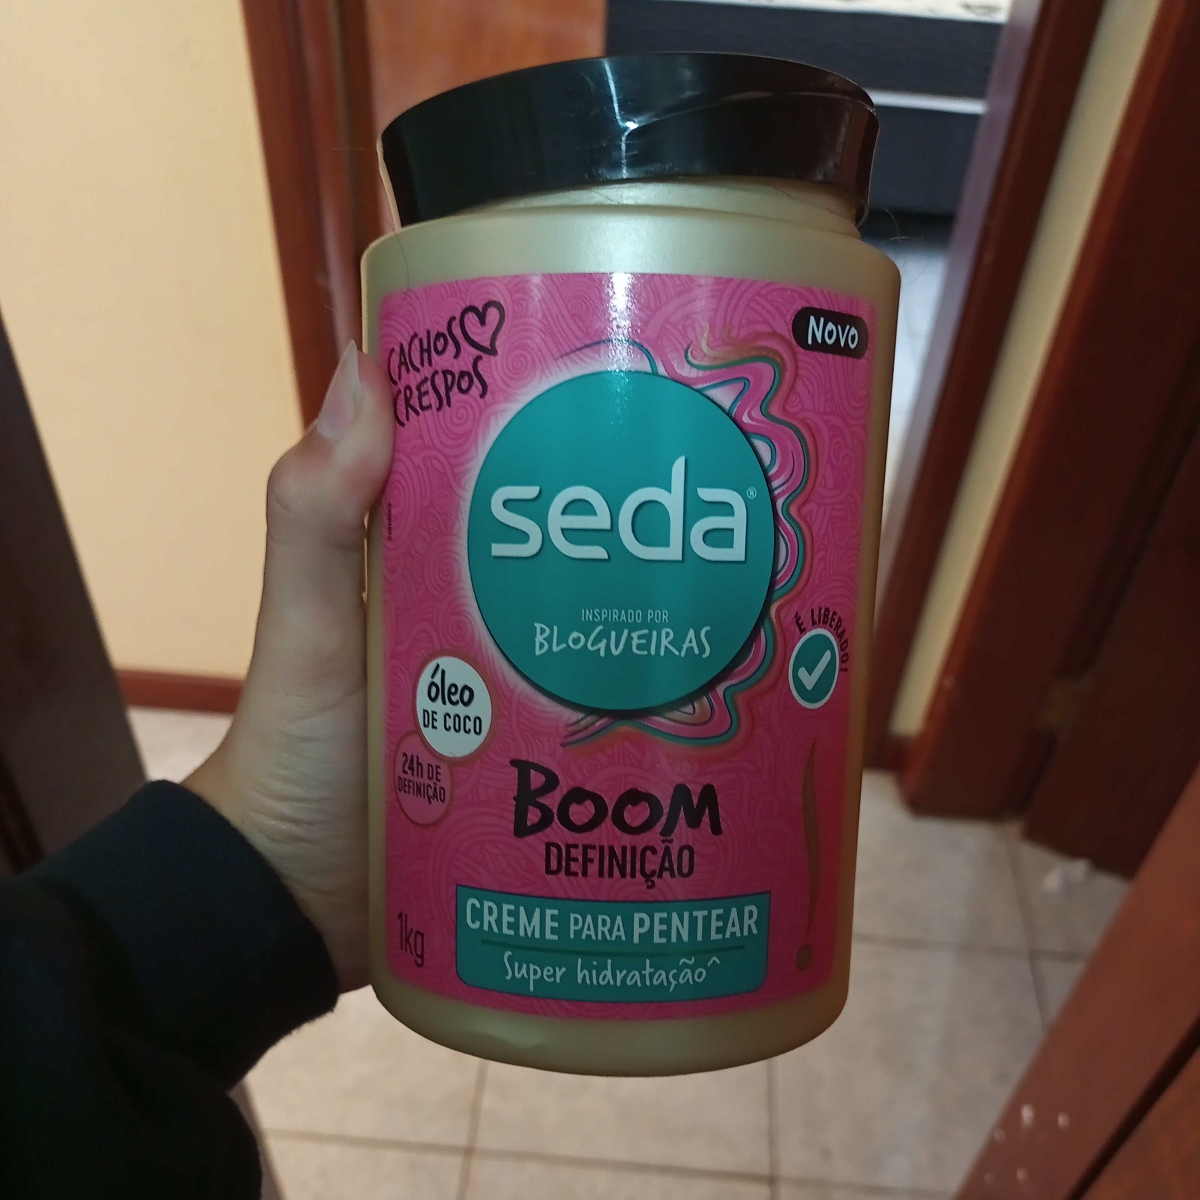 CACHOS
CRESPOS
NOVO
seda®
INSPIRADO POR
BLOGUEIRAS
É LIBERADO!
óleo
DE COCO
24h DE
DEFINIÇÃO
BOOM
DEFINIÇÃO
CREME PARA PENTEAR
Super hidratação^
1kg